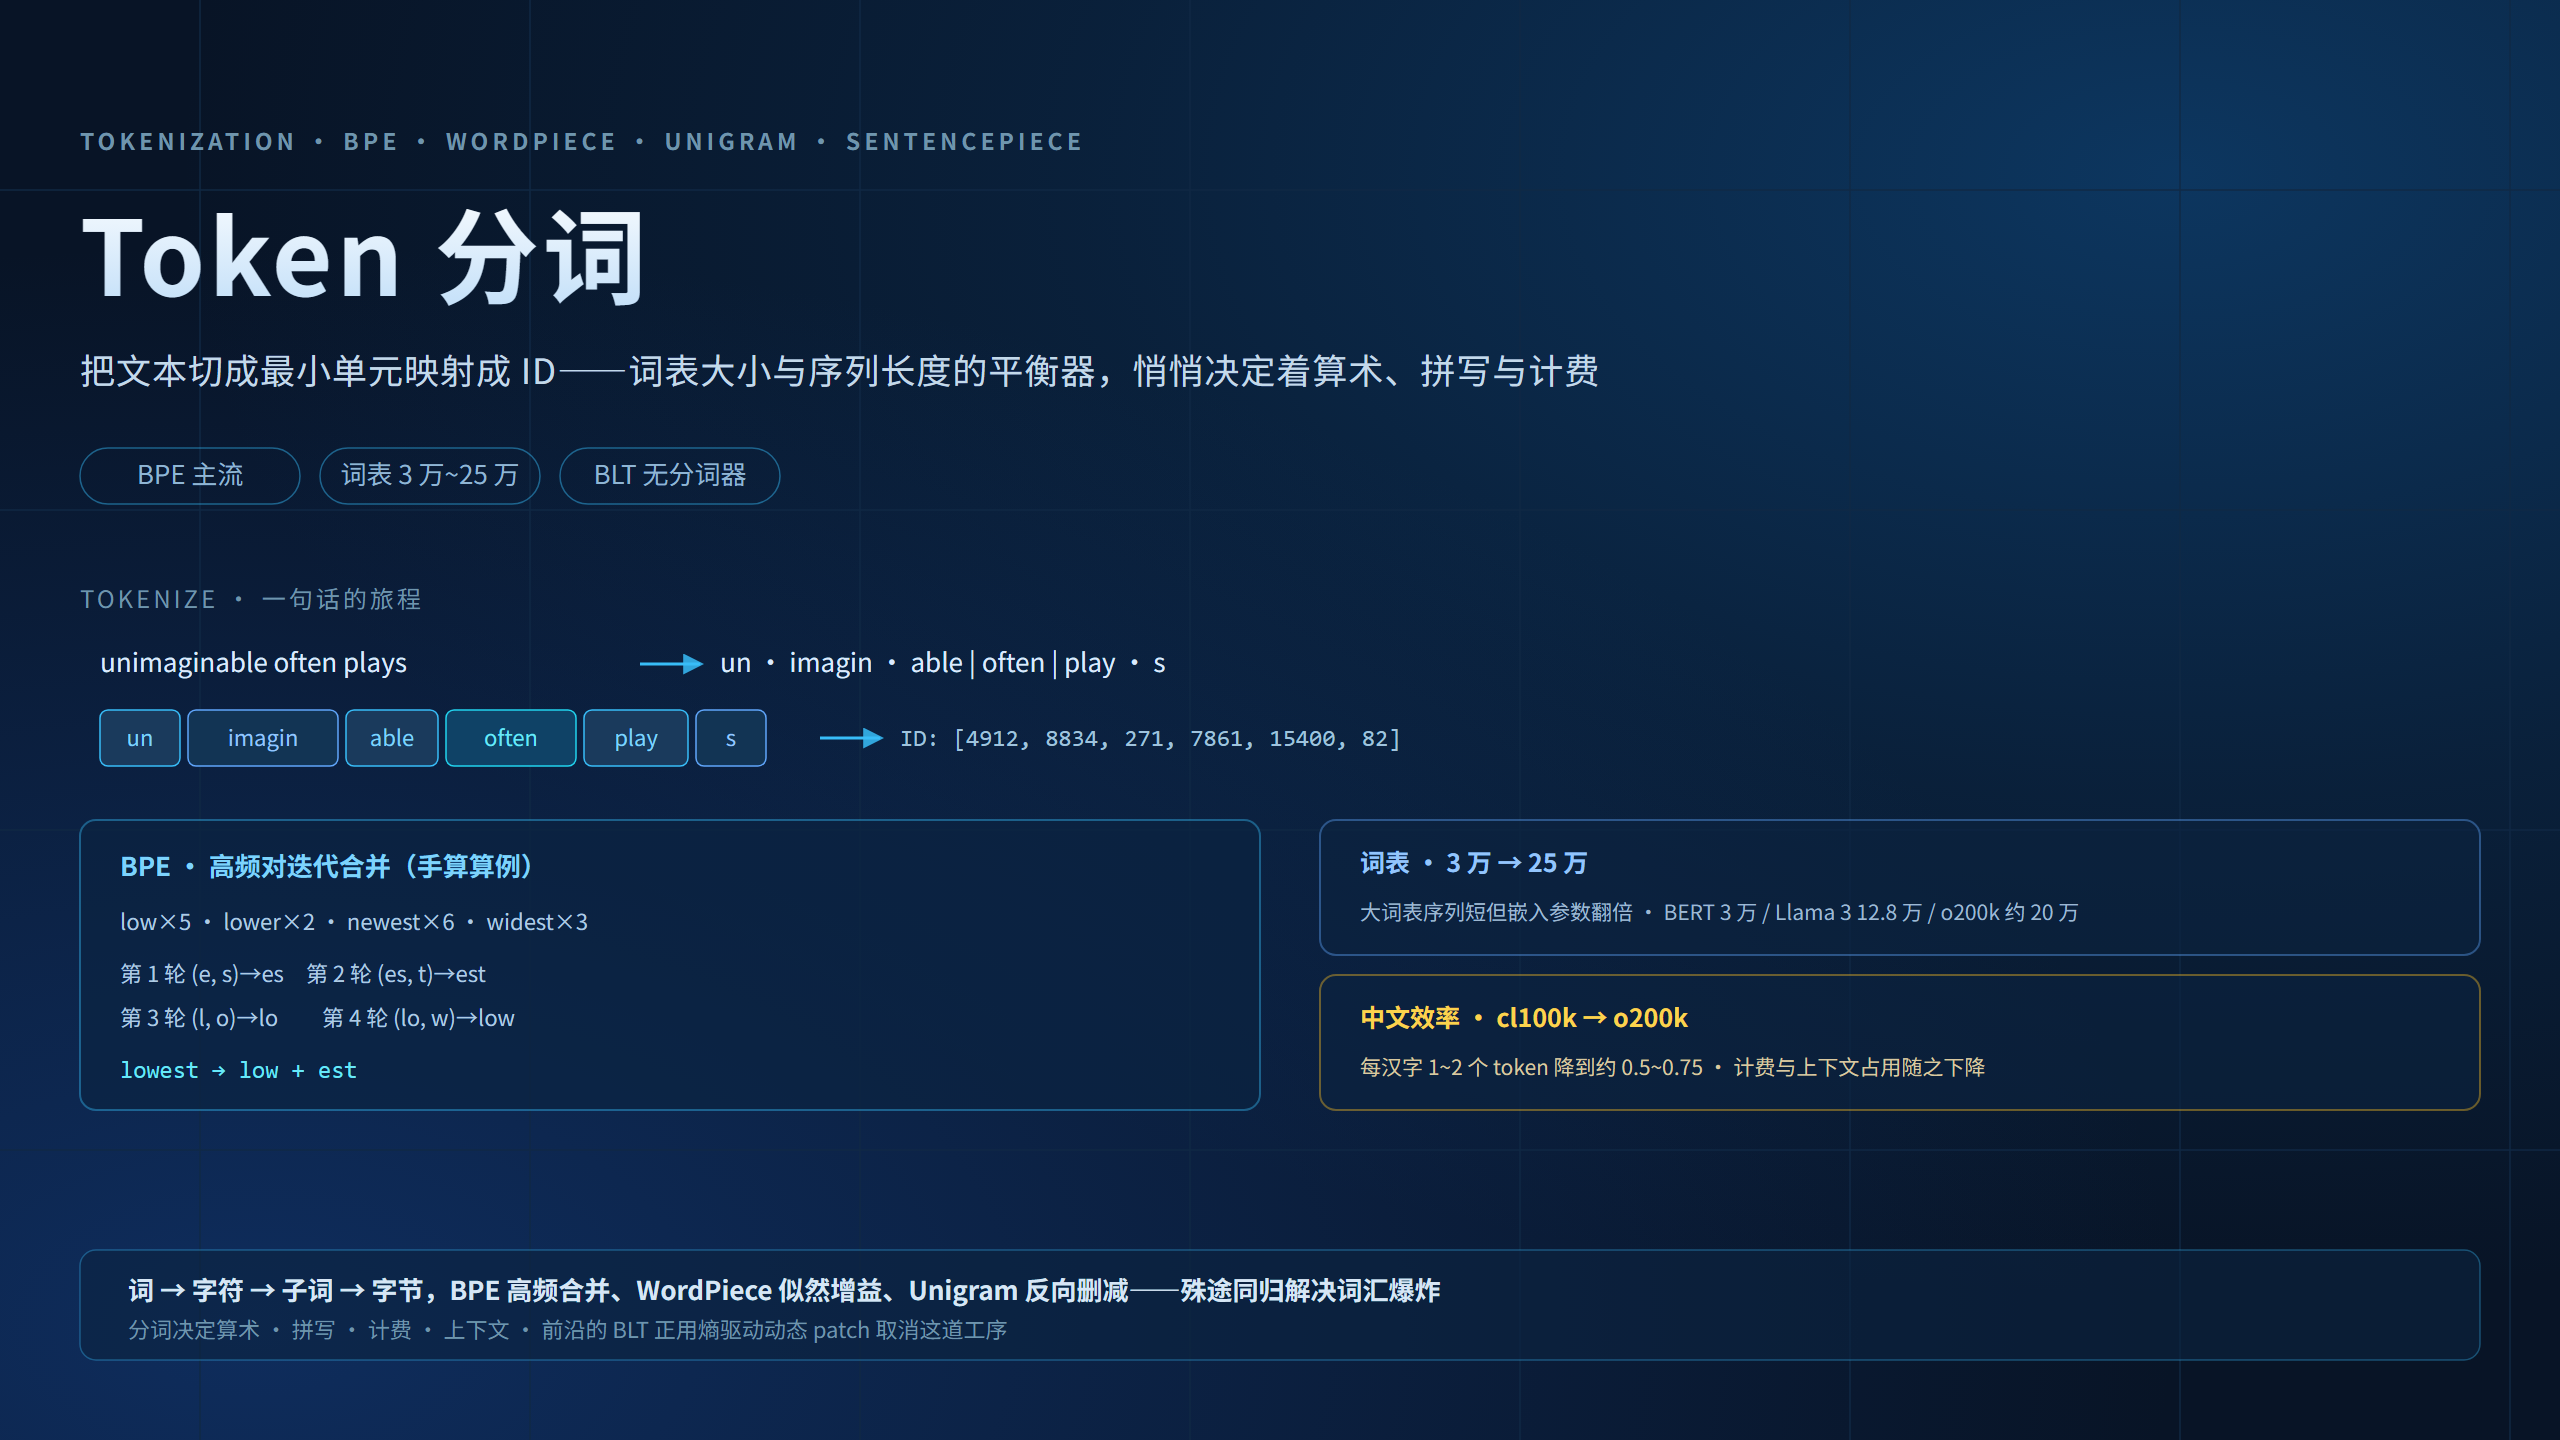 TOKENIZATION · BPE · WORDPIECE · UNIGRAM · SENTENCEPIECE
Token 分词
把文本切成最小单元映射成 ID——词表大小与序列长度的平衡器，悄悄决定着算术、拼写与计费
BPE 主流
词表 3 万~25 万
BLT 无分词器
TOKENIZE · 一句话的旅程
unimaginable often plays
un · imagin · able | often | play · s
un imagin able often play s
ID: [4912, 8834, 271, 7861, 15400, 82]
BPE · 高频对迭代合并（手算算例）
low×5 · lower×2 · newest×6 · widest×3
第 1 轮 (e, s)→es 第 2 轮 (es, t)→est
第 3 轮 (l, o)→lo 第 4 轮 (lo, w)→low
lowest → low + est
词表 · 3 万 → 25 万
大词表序列短但嵌入参数翻倍 · BERT 3 万 / Llama 3 12.8 万 / o200k 约 20 万
中文效率 · cl100k → o200k
每汉字 1~2 个 token 降到约 0.5~0.75 · 计费与上下文占用随之下降
词 → 字符 → 子词 → 字节，BPE 高频合并、WordPiece 似然增益、Unigram 反向删减——殊途同归解决词汇爆炸
分词决定算术 · 拼写 · 计费 · 上下文 · 前沿的 BLT 正用熵驱动动态 patch 取消这道工序